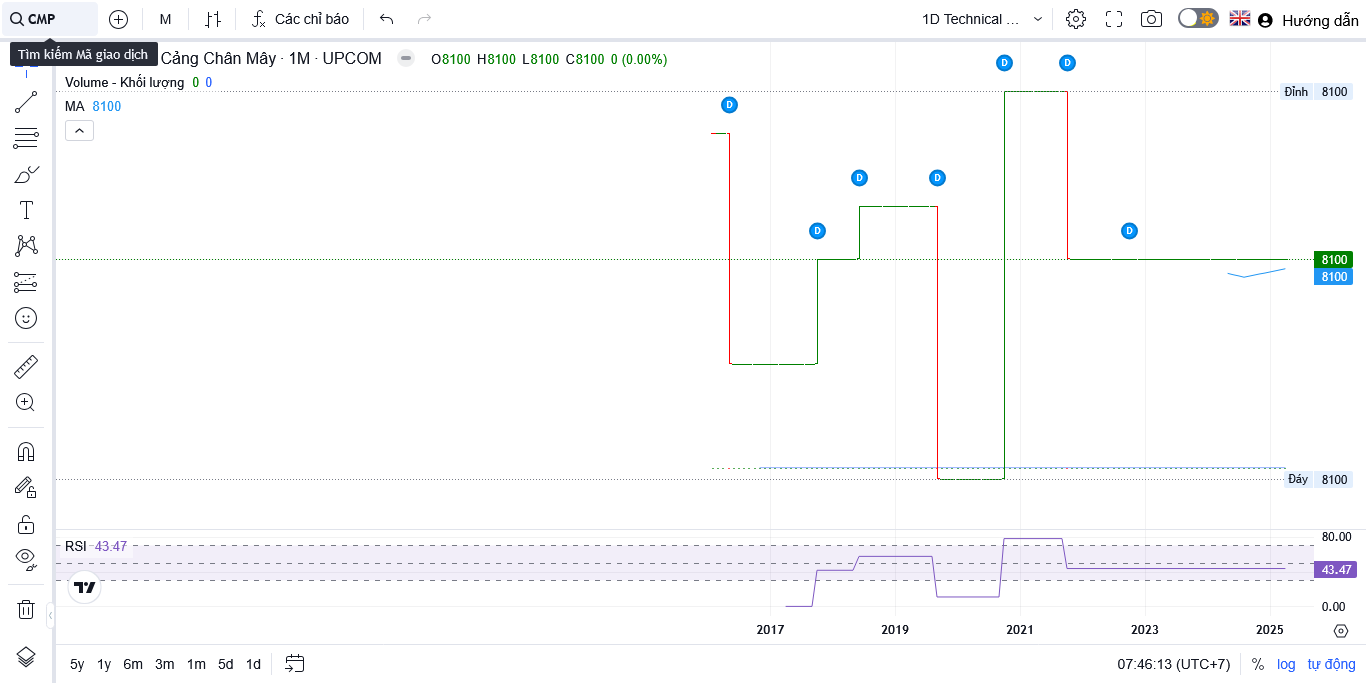 CMP
M
Các chỉ báo
1D Technical ...
Hướng dẫn
Tìm kiếm Mã giao dịch
Cảng Chân Mây · 1M · UPCOM
O8100 H8100 L8100 C8100 0 (0.00%)
Volume - Khối lượng 0 0
MA 8100
D
D
D
D
D
D
D
Đỉnh 8100
8100
8100
Đáy 8100
RSI 43.47
80.00
43.47
0.00
2017 2019 2021 2023 2025
5y 1y 6m 3m 1m 5d 1d
07:46:13 (UTC+7) % log tự động